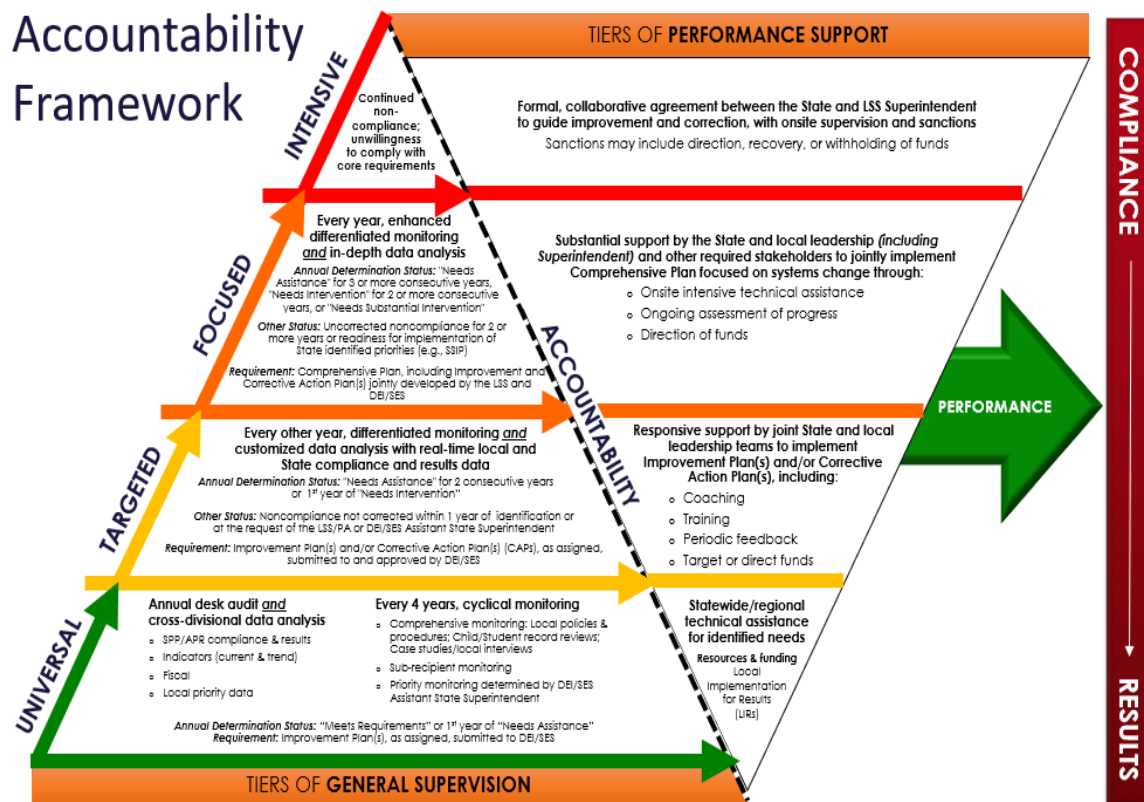 Accountability
Framework
TIERS OF PERFORMANCE SUPPORT
INTENSIVE
Continued
non-
compliance;
unwillingness
to comply with
core requirements
Formal, collaborative agreement between the State and LSS Superintendent
to guide improvement and correction, with onsite supervision and sanctions
Sanctions may include direction, recovery, or withholding of funds
FOCUSED
Every year, enhanced
differentiated monitoring
and in-depth data analysis
Annual Determination Status: "Needs
Assistance" for 3 or more consecutive years,
"Needs Intervention" for 2 or more consecutive
years, or "Needs Substantial Intervention"
Other Status: Uncorrected noncompliance for 2 or
more years or readiness for implementation of
State identified priorities (e.g., SSIP)
Requirement: Comprehensive Plan, including Improvement and
Corrective Action Plan(s) jointly developed by the LSS and
DEI/SES
Substantial support by the State and local leadership (including
Superintendent) and other required stakeholders to jointly implement
Comprehensive Plan focused on systems change through:
o Onsite intensive technical assistance
o Ongoing assessment of progress
o Direction of funds
ACCOUNTABILITY
TARGETED
Every other year, differentiated monitoring and
customized data analysis with real-time local and
State compliance and results data
Annual Determination Status: "Needs Assistance" for 2 consecutive years
or 1st year of "Needs Intervention"
Other Status: Noncompliance not corrected within 1 year of identification or
at the request of the LSS/PA or DEI/SES Assistant State Superintendent
Requirement: Improvement Plan(s) and/or Corrective Action Plan(s) (CAPs), as assigned,
submitted to and approved by DEI/SES
Responsive support by joint State and local
leadership teams to implement
Improvement Plan(s) and/or Corrective
Action Plan(s), including:
o Coaching
o Training
o Periodic feedback
o Target or direct funds
UNIVERSAL
Annual desk audit and
cross-divisional data analysis
o SPP/APR compliance & results
o Indicators (current & trend)
o Fiscal
o Local priority data
Every 4 years, cyclical monitoring
o Comprehensive monitoring: Local policies &
procedures; Child/Student record reviews;
Case studies/local interviews
o Sub-recipient monitoring
o Priority monitoring determined by DEI/SES
Assistant State Superintendent
Annual Determination Status: "Meets Requirements" or 1st year of "Needs Assistance"
Requirement: Improvement Plan(s), as assigned, submitted to DEI/SES
Statewide/regional
technical assistance
for identified needs
Resources & funding
Local
Implementation
for Results
(LIRs)
TIERS OF GENERAL SUPERVISION
PERFORMANCE
COMPLIANCE
RESULTS